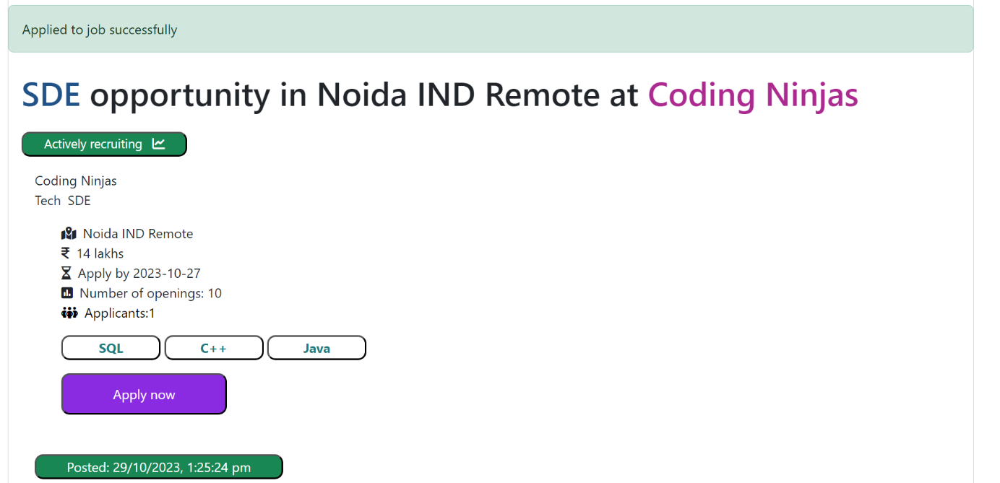 Applied to job successfully
SDE opportunity in Noida IND Remote at Coding Ninjas
Actively recruiting
Coding Ninjas
Tech SDE
Noida IND Remote
₹ 14 lakhs
Apply by 2023-10-27
Number of openings: 10
Applicants:1
SQL C++ Java
Apply now
Posted: 29/10/2023, 1:25:24 pm